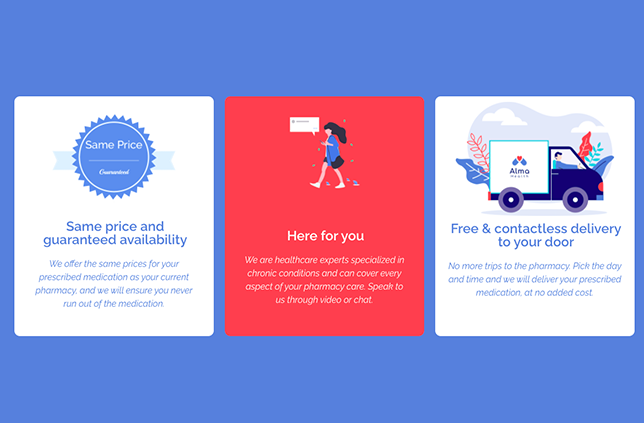 Same Price
Guaranteed
Same price and
guaranteed availability
We offer the same prices for your
prescribed medication as your current
pharmacy, and we will ensure you never
run out of the medication.
Here for you
We are healthcare experts specialized in
chronic conditions and can cover every
aspect of your pharmacy care. Speak to
us through video or chat.
Alma
Health
Free & contactless delivery
to your door
No more trips to the pharmacy. Pick the day
and time and we will deliver your prescribed
medication, at no added cost.